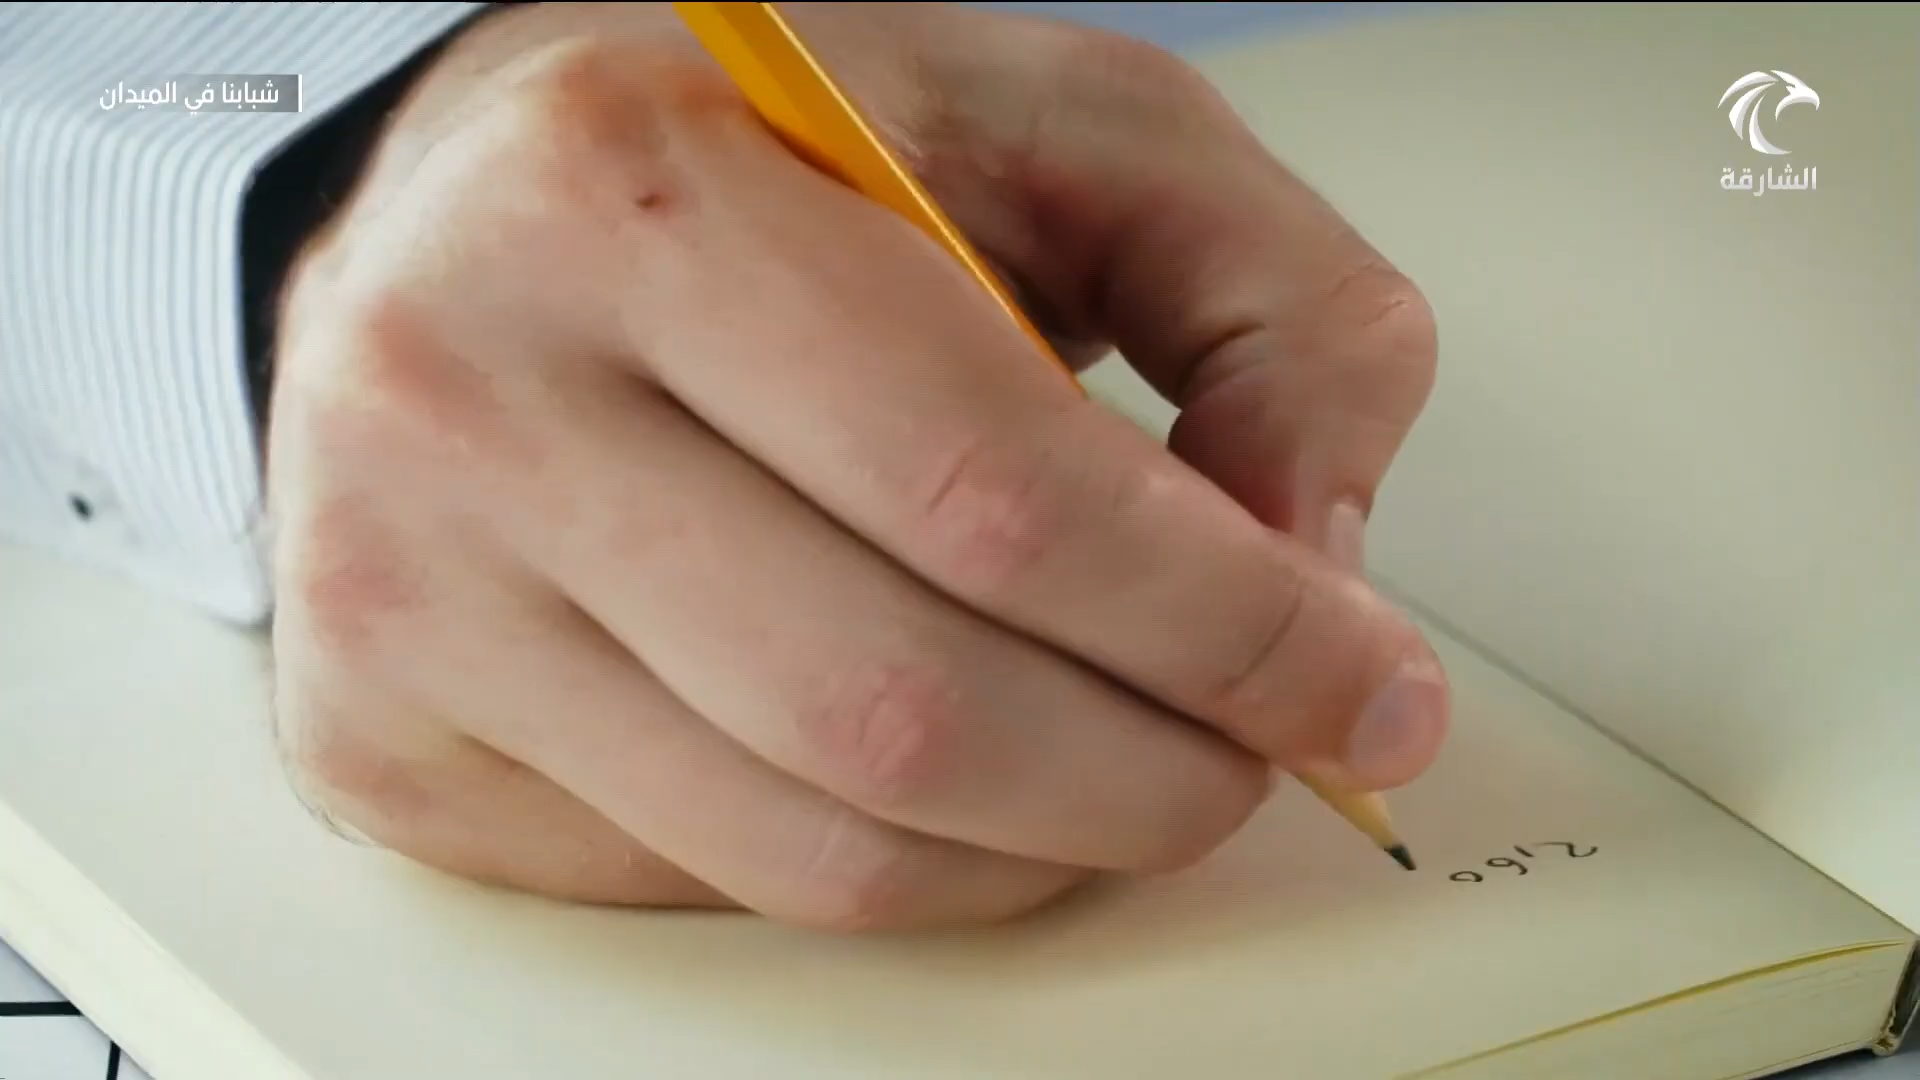 شبابنا في الميدان
الشارقة